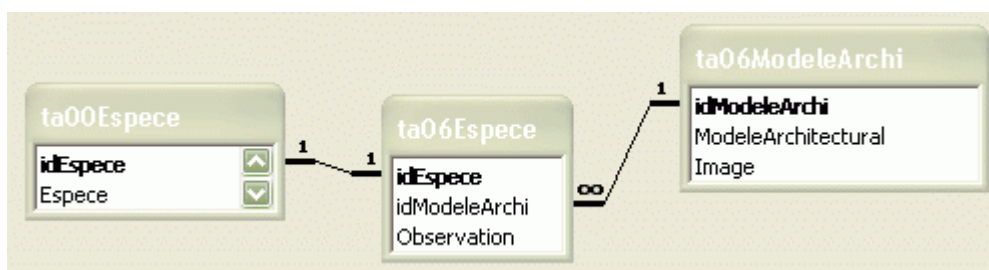 ta00Espece
idEspece
Espece
1
1
ta06Espece
idEspece
idModeleArchi
Observation
∞
1
ta06ModeleArchi
idModeleArchi
ModeleArchitectural
Image